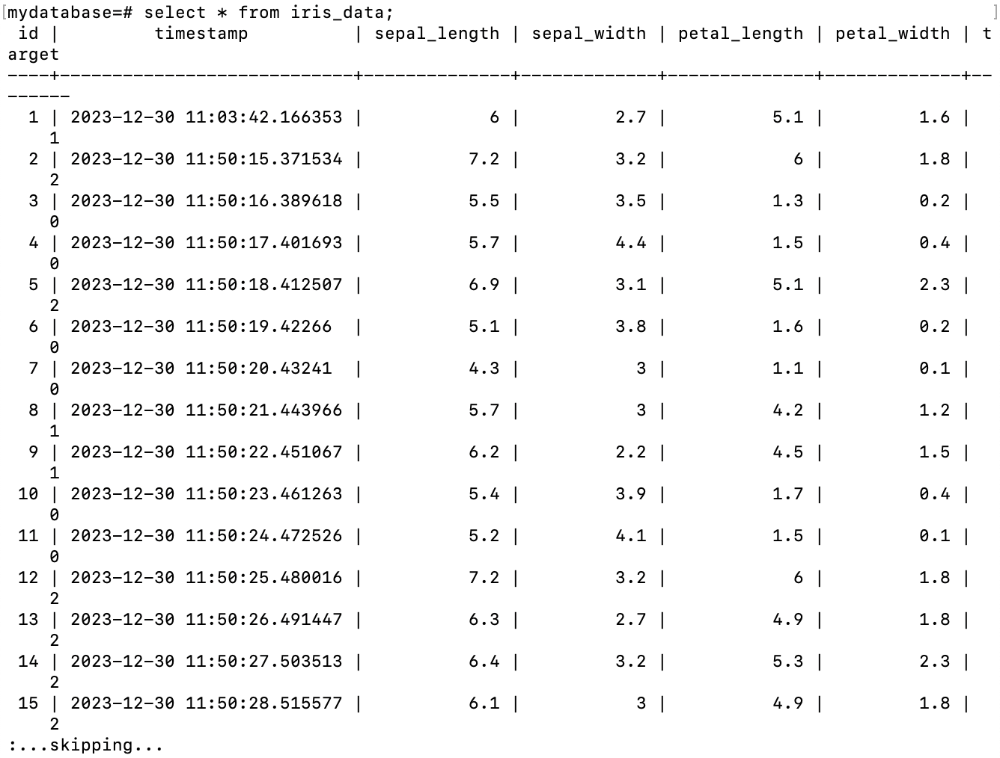 [mydatabase=# select * from iris_data; ]
 id |         timestamp          | sepal_length | sepal_width | petal_length | petal_width | t
arget
----+----------------------------+--------------+-------------+--------------+-------------+--
------
  1 | 2023-12-30 11:03:42.166353 |            6 |         2.7 |          5.1 |         1.6 |
    1
  2 | 2023-12-30 11:50:15.371534 |          7.2 |         3.2 |            6 |         1.8 |
    2
  3 | 2023-12-30 11:50:16.389618 |          5.5 |         3.5 |          1.3 |         0.2 |
    0
  4 | 2023-12-30 11:50:17.401693 |          5.7 |         4.4 |          1.5 |         0.4 |
    0
  5 | 2023-12-30 11:50:18.412507 |          6.9 |         3.1 |          5.1 |         2.3 |
    2
  6 | 2023-12-30 11:50:19.42266  |          5.1 |         3.8 |          1.6 |         0.2 |
    0
  7 | 2023-12-30 11:50:20.43241  |          4.3 |           3 |          1.1 |         0.1 |
    0
  8 | 2023-12-30 11:50:21.443966 |          5.7 |           3 |          4.2 |         1.2 |
    1
  9 | 2023-12-30 11:50:22.451067 |          6.2 |         2.2 |          4.5 |         1.5 |
    1
 10 | 2023-12-30 11:50:23.461263 |          5.4 |         3.9 |          1.7 |         0.4 |
    0
 11 | 2023-12-30 11:50:24.472526 |          5.2 |         4.1 |          1.5 |         0.1 |
    0
 12 | 2023-12-30 11:50:25.480016 |          7.2 |         3.2 |            6 |         1.8 |
    2
 13 | 2023-12-30 11:50:26.491447 |          6.3 |         2.7 |          4.9 |         1.8 |
    2
 14 | 2023-12-30 11:50:27.503513 |          6.4 |         3.2 |          5.3 |         2.3 |
    2
 15 | 2023-12-30 11:50:28.515577 |          6.1 |           3 |          4.9 |         1.8 |
    2
:...skipping...